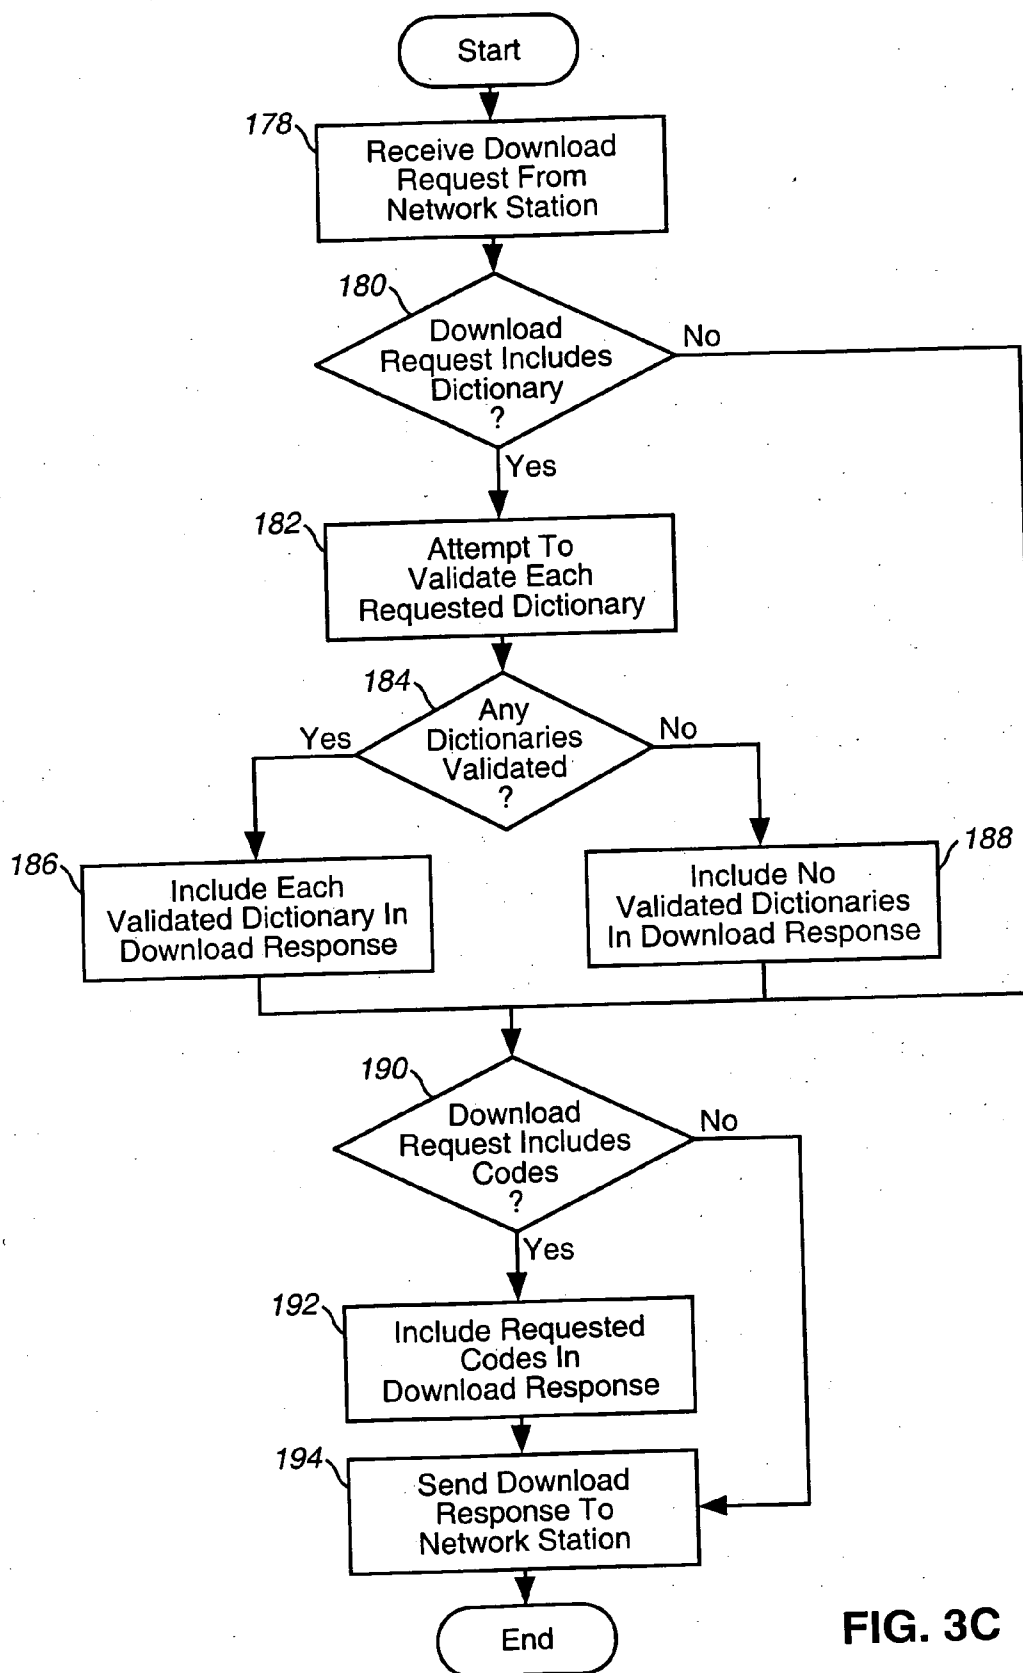 Start
178
Receive Download
Request From
Network Station
180
Download
Request Includes
Dictionary
?
No
Yes
182
Attempt To
Validate Each
Requested Dictionary
184
Any
Dictionaries
Validated
?
Yes
No
186
Include Each
Validated Dictionary In
Download Response
188
Include No
Validated Dictionaries
In Download Response
190
Download
Request Includes
Codes
?
No
Yes
192
Include Requested
Codes In
Download Response
194
Send Download
Response To
Network Station
End
FIG. 3C